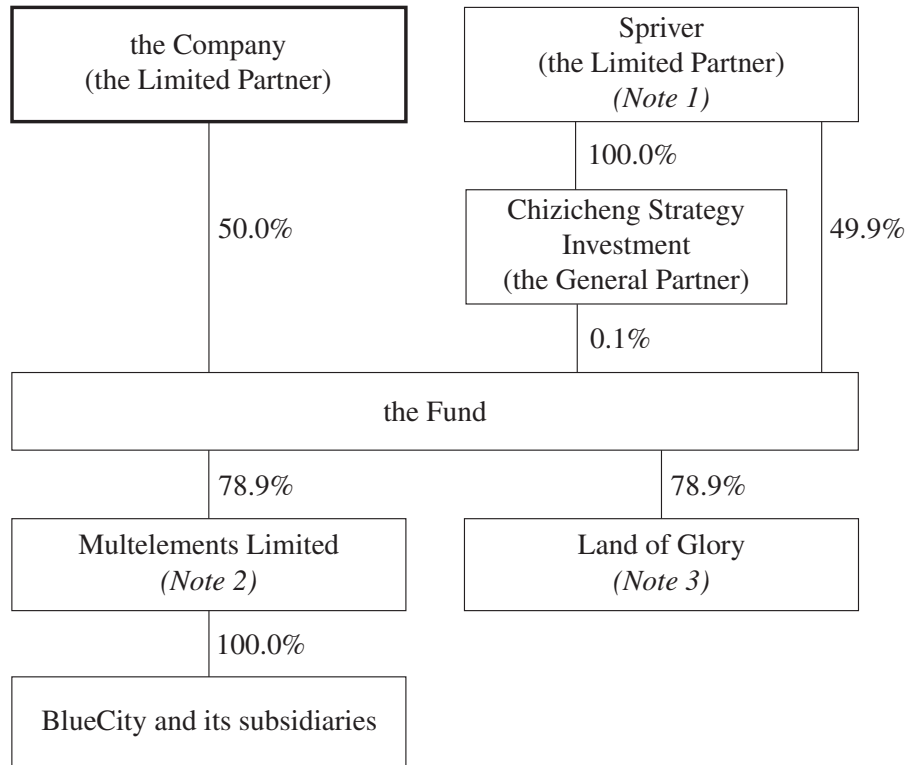 the Company
(the Limited Partner)
Spriver
(the Limited Partner)
(Note 1)
100.0%
50.0%
Chizicheng Strategy
Investment
(the General Partner)
49.9%
0.1%
the Fund
78.9%
78.9%
Multelements Limited
(Note 2)
Land of Glory
(Note 3)
100.0%
BlueCity and its subsidiaries